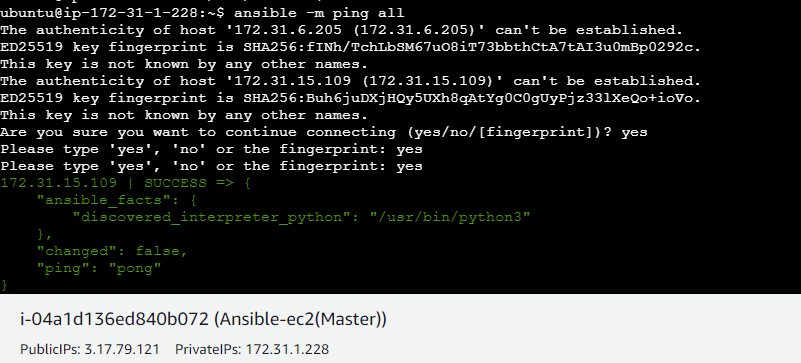 ubuntu@ip-172-31-1-228:~$ ansible -m ping all
The authenticity of host '172.31.6.205 (172.31.6.205)' can't be established.
ED25519 key fingerprint is SHA256:fINh/TchLbSM67uO8iT73bbthCtA7tAI3u0mBp0292c.
This key is not known by any other names.
The authenticity of host '172.31.15.109 (172.31.15.109)' can't be established.
ED25519 key fingerprint is SHA256:Buh6juDXjHQy5UXh8qAtYg0C0gUyPjz33lXeQo+ioVo.
This key is not known by any other names.
Are you sure you want to continue connecting (yes/no/[fingerprint])? yes
Please type 'yes', 'no' or the fingerprint: yes
Please type 'yes', 'no' or the fingerprint: yes
172.31.15.109 | SUCCESS => {
    "ansible_facts": {
        "discovered_interpreter_python": "/usr/bin/python3"
    },
    "changed": false,
    "ping": "pong"
}
i-04a1d136ed840b072 (Ansible-ec2(Master))
PublicIPs: 3.17.79.121 PrivateIPs: 172.31.1.228